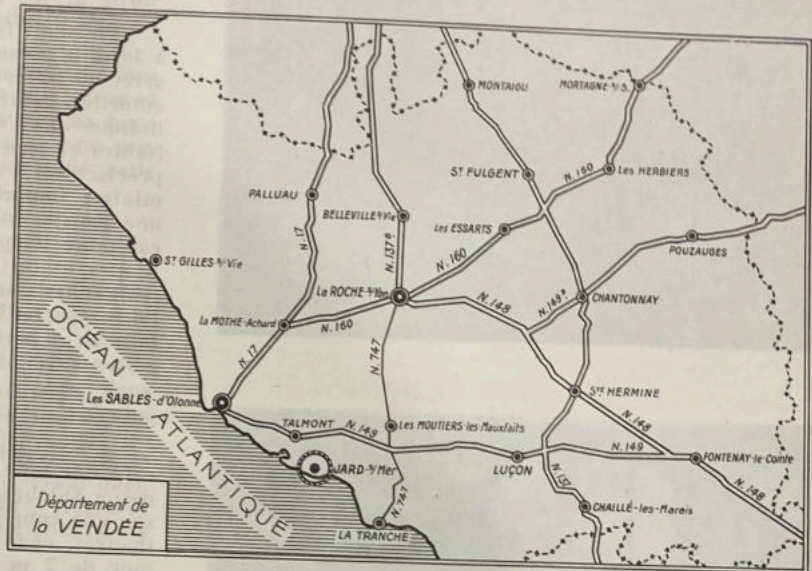 MONTAIGU
MORTAGNE-s/-S.
St FULGENT
N. 160
Les HERBIERS
PALLUAU
BELLEVILLE s/Vie
Les ESSARTS
N. 17
N. 137 B
N. 160
POUZAUGES
St GILLES-s/-Vie
La ROCHE s/Yon
N. 148
N. 149 B
CHANTONNAY
La MOTHE-Achard
N. 160
OCÉAN ATLANTIQUE
N. 17
N. 747
Les SABLES-d'Olonne
Ste HERMINE
TALMONT
N. 149
Les MOUTIERS-les-Mauxfaits
N. 148
N. 149
LUÇON
FONTENAY-le-Comte
JARD-s/-Mer
N. 137
N. 148
N. 747
CHAILLÉ-les-Marais
LA TRANCHE
Département de
la VENDÉE